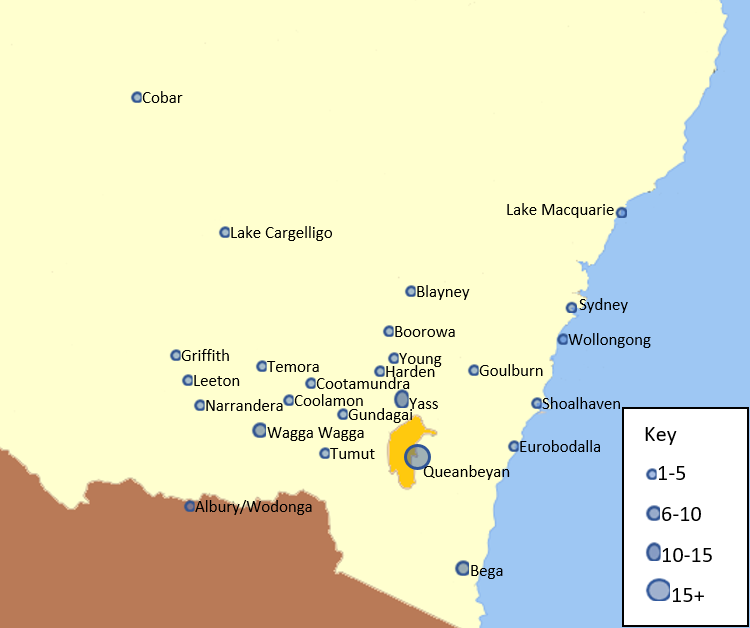 Cobar
Lake Macquarie
Lake Cargelligo
Blayney
Sydney
Boorowa
Wollongong
Griffith
Young
Temora
Harden
Goulburn
Leeton
Cootamundra
Narrandera
Coolamon
Yass
Shoalhaven
Gundagai
Wagga Wagga
Eurobodalla
Tumut
Queanbeyan
Albury/Wodonga
Bega
Key
1-5
6-10
10-15
15+